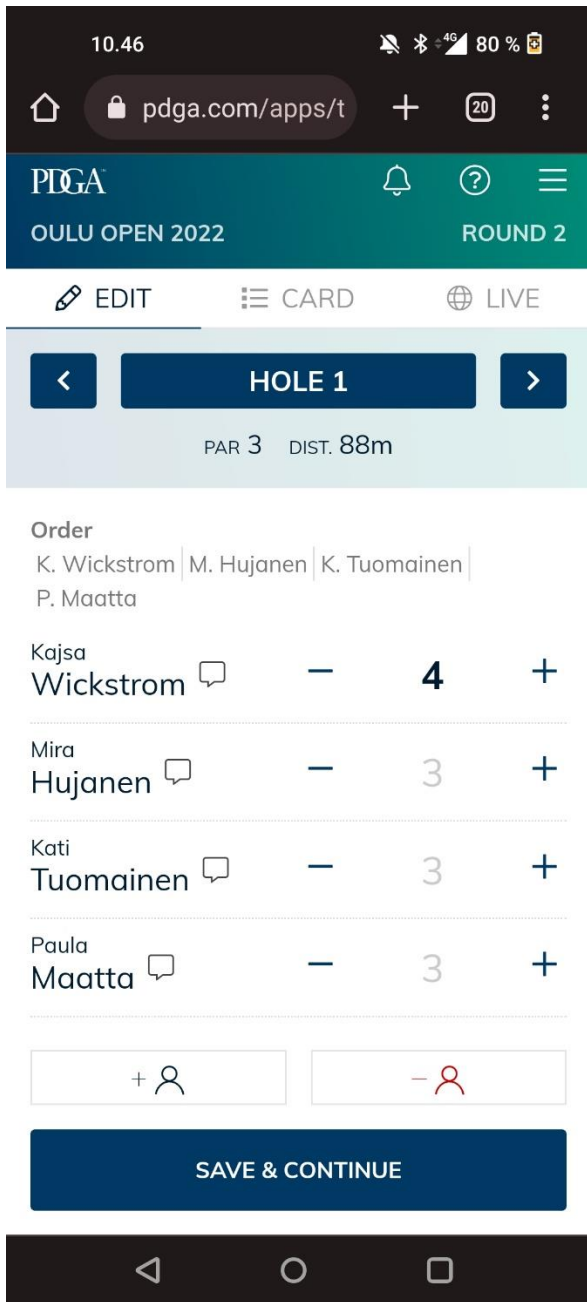 10.46 4G 80 %
pdga.com/apps/t 20
PDGA
OULU OPEN 2022 ROUND 2
EDIT CARD LIVE
HOLE 1
PAR 3 DIST. 88m
Order
K. Wickstrom M. Hujanen K. Tuomainen
P. Maatta
Kajsa
Wickstrom − 4 +
Mira
Hujanen − 3 +
Kati
Tuomainen − 3 +
Paula
Maatta − 3 +
+ −
SAVE & CONTINUE